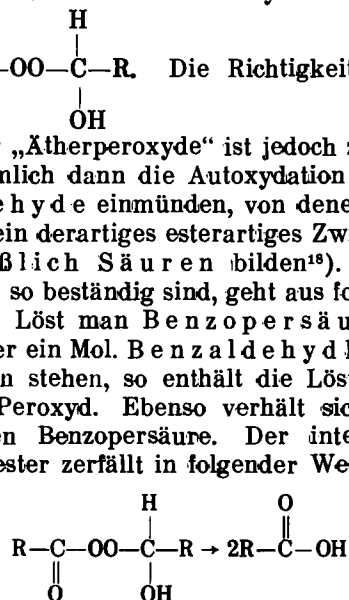 H
—OO—C—R. Die Richtigkeit
OH
„Ätherperoxyde“ ist jedoch
mlich dann die Autoxydation
ehyde einmünden, von dene
ein derartiges esterartiges Zw
ßlich Säuren bilden¹⁸).
so beständig sind, geht aus fo
Löst man Benzopersäu
er ein Mol. Benzaldehyd
n stehen, so enthält die Lös
Peroxyd. Ebenso verhält sic
en Benzopersäure. Der inte
ester zerfällt in folgender We
H O
R—C—OO—C—R → 2R—C—OH
O OH